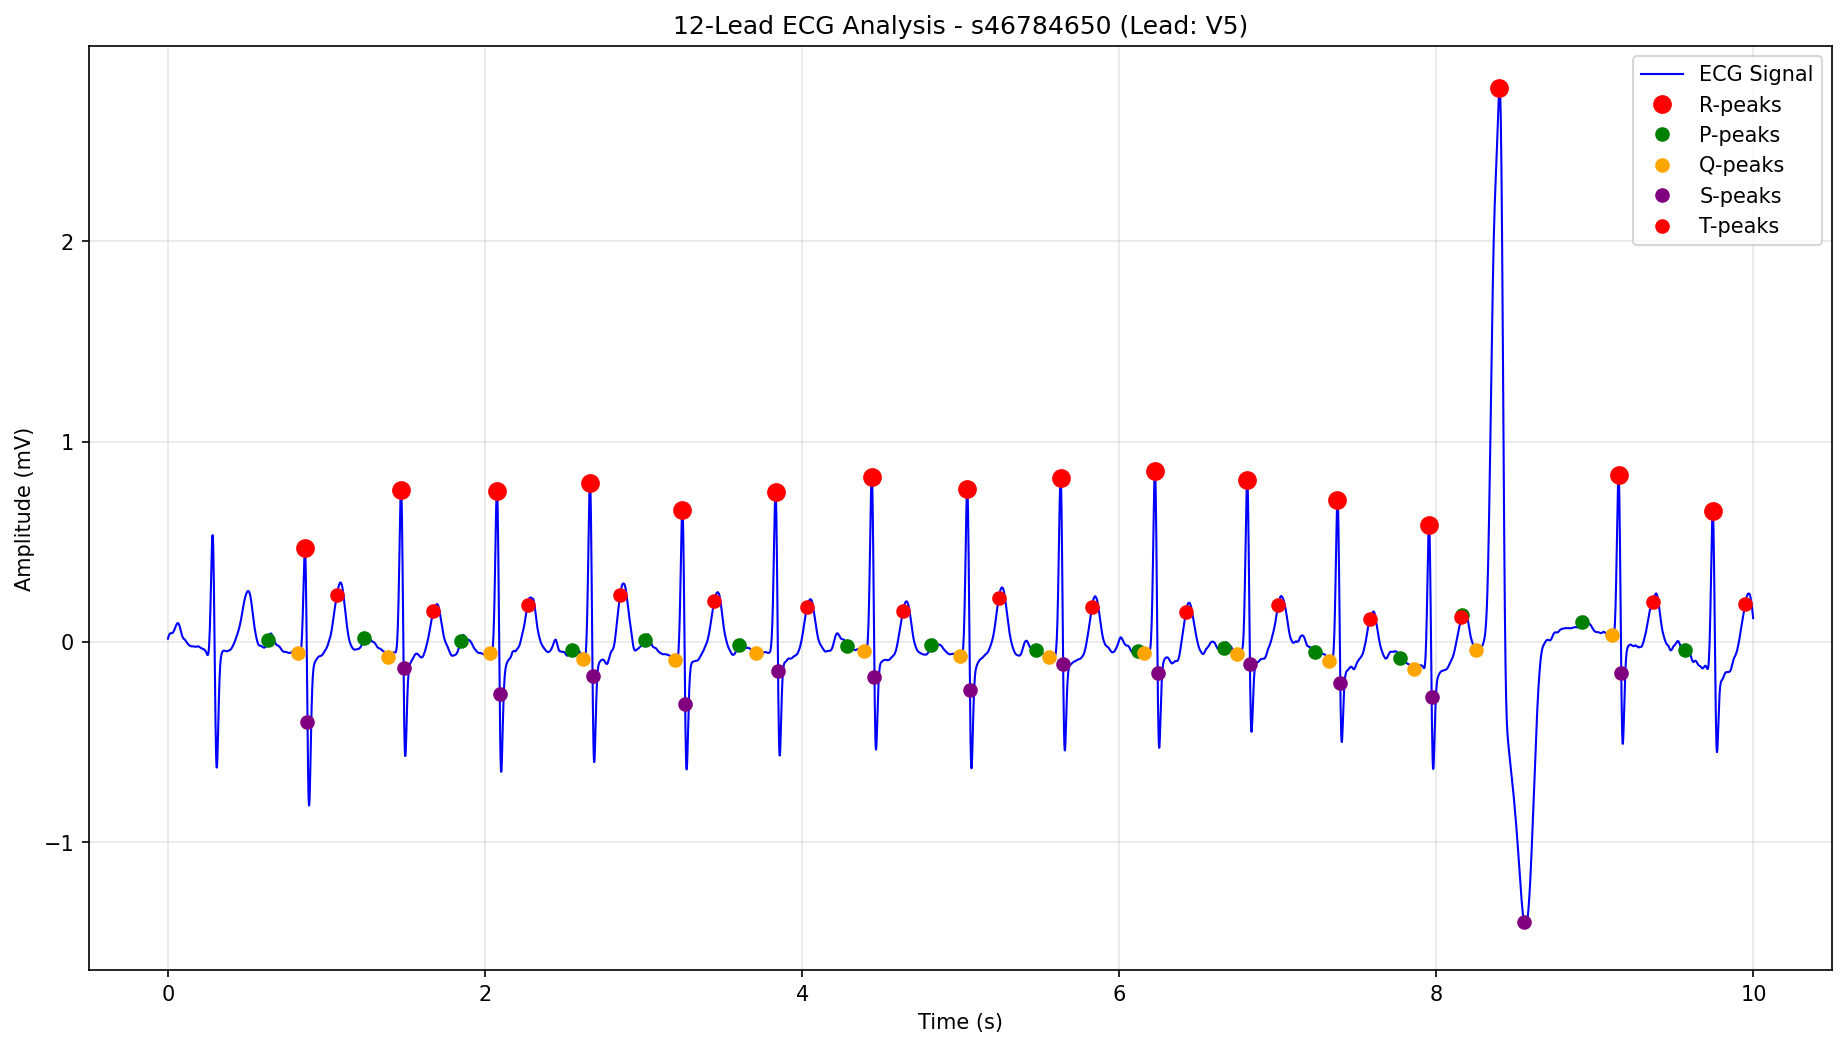 12-Lead ECG Analysis - s46784650 (Lead: V5)
ECG Signal
R-peaks
P-peaks
Q-peaks
S-peaks
T-peaks
Amplitude (mV)
2
1
0
−1
0
2
4
6
8
10
Time (s)